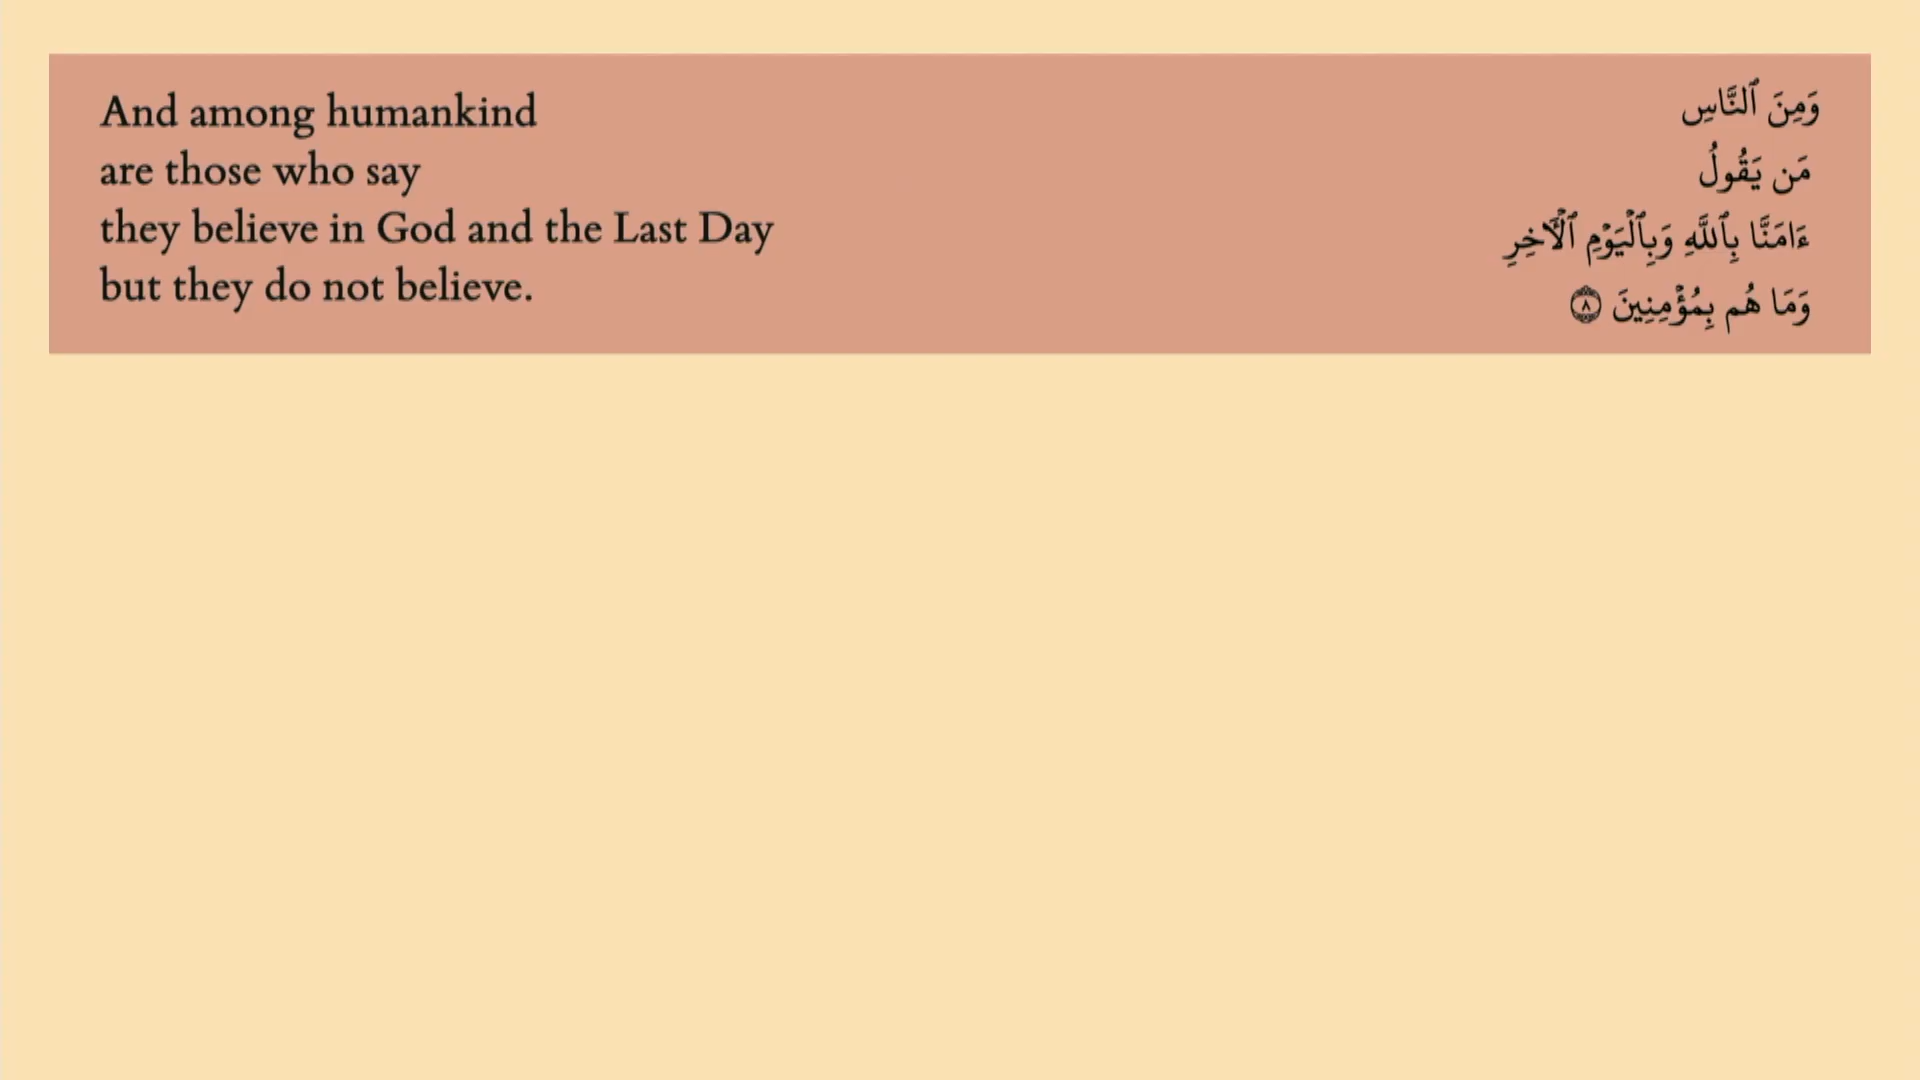 And among humankind
are those who say
they believe in God and the Last Day
but they do not believe.
وَمِنَ ٱلنَّاسِ
مَن يَقُولُ
ءَامَنَّا بِٱللَّهِ وَبِٱلْيَوْمِ ٱلْـَٔاخِرِ
وَمَا هُم بِمُؤْمِنِينَ ٨